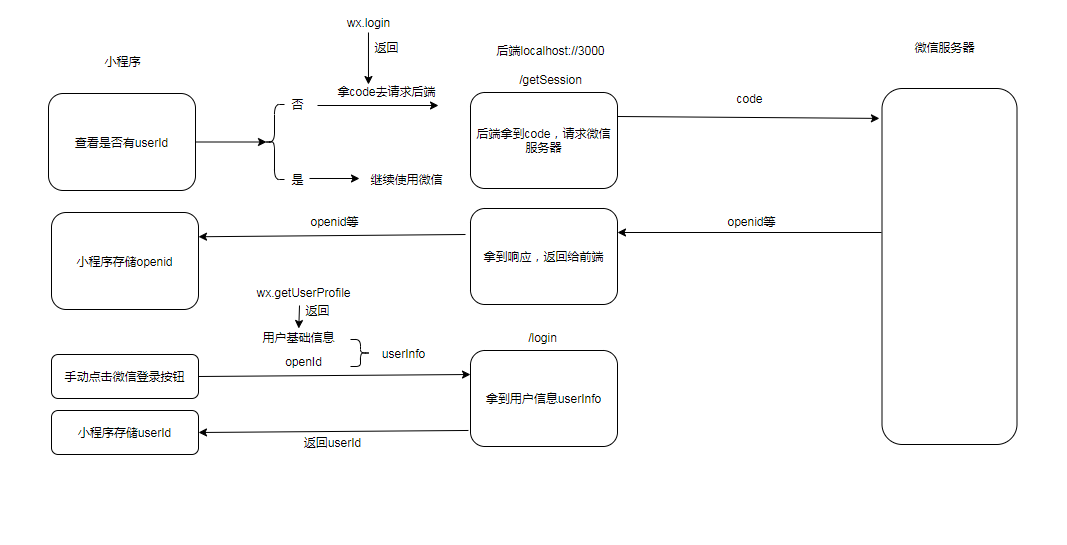 wx.login
返回
后端localhost://3000
微信服务器
小程序
/getSession
否
拿code去请求后端
code
查看是否有userId
后端拿到code，请求微信
服务器
是
继续使用微信
openid等
openid等
小程序存储openid
拿到响应，返回给前端
wx.getUserProfile
返回
用户基础信息
/login
userInfo
openId
手动点击微信登录按钮
拿到用户信息userInfo
小程序存储userId
返回userId